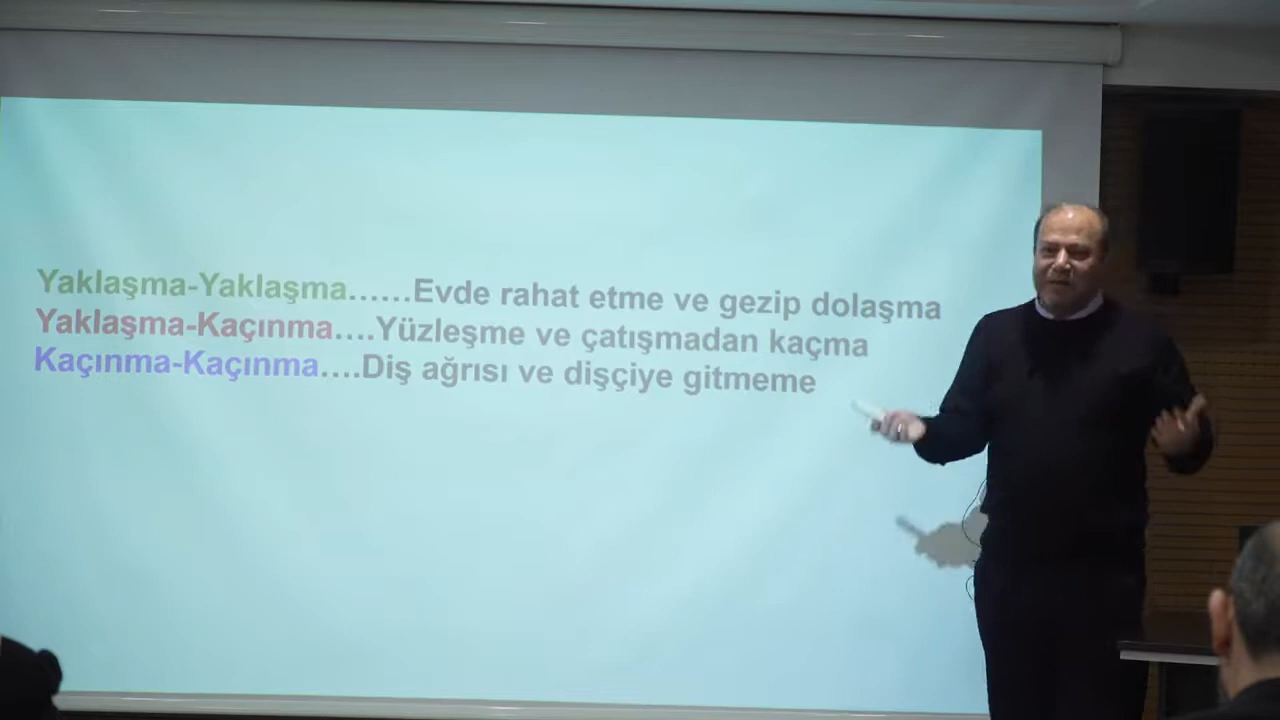 Yaklaşma-Yaklaşma......Evde rahat etme ve gezip dolaşma
Yaklaşma-Kaçınma....Yüzleşme ve çatışmadan kaçma
Kaçınma-Kaçınma....Diş ağrısı ve dişçiye gitmeme